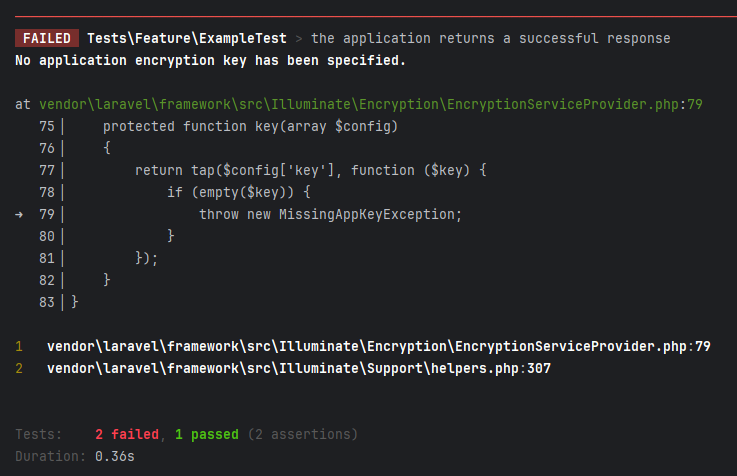 FAILED Tests\Feature\ExampleTest > the application returns a successful response
No application encryption key has been specified.
at vendor\laravel\framework\src\Illuminate\Encryption\EncryptionServiceProvider.php:79
75| protected function key(array $config)
76| {
77| return tap($config['key'], function ($key) {
78| if (empty($key)) {
➜ 79| throw new MissingAppKeyException;
80| }
81| });
82| }
83| }
1 vendor\laravel\framework\src\Illuminate\Encryption\EncryptionServiceProvider.php:79
2 vendor\laravel\framework\src\Illuminate\Support\helpers.php:307
Tests: 2 failed, 1 passed (2 assertions)
Duration: 0.36s